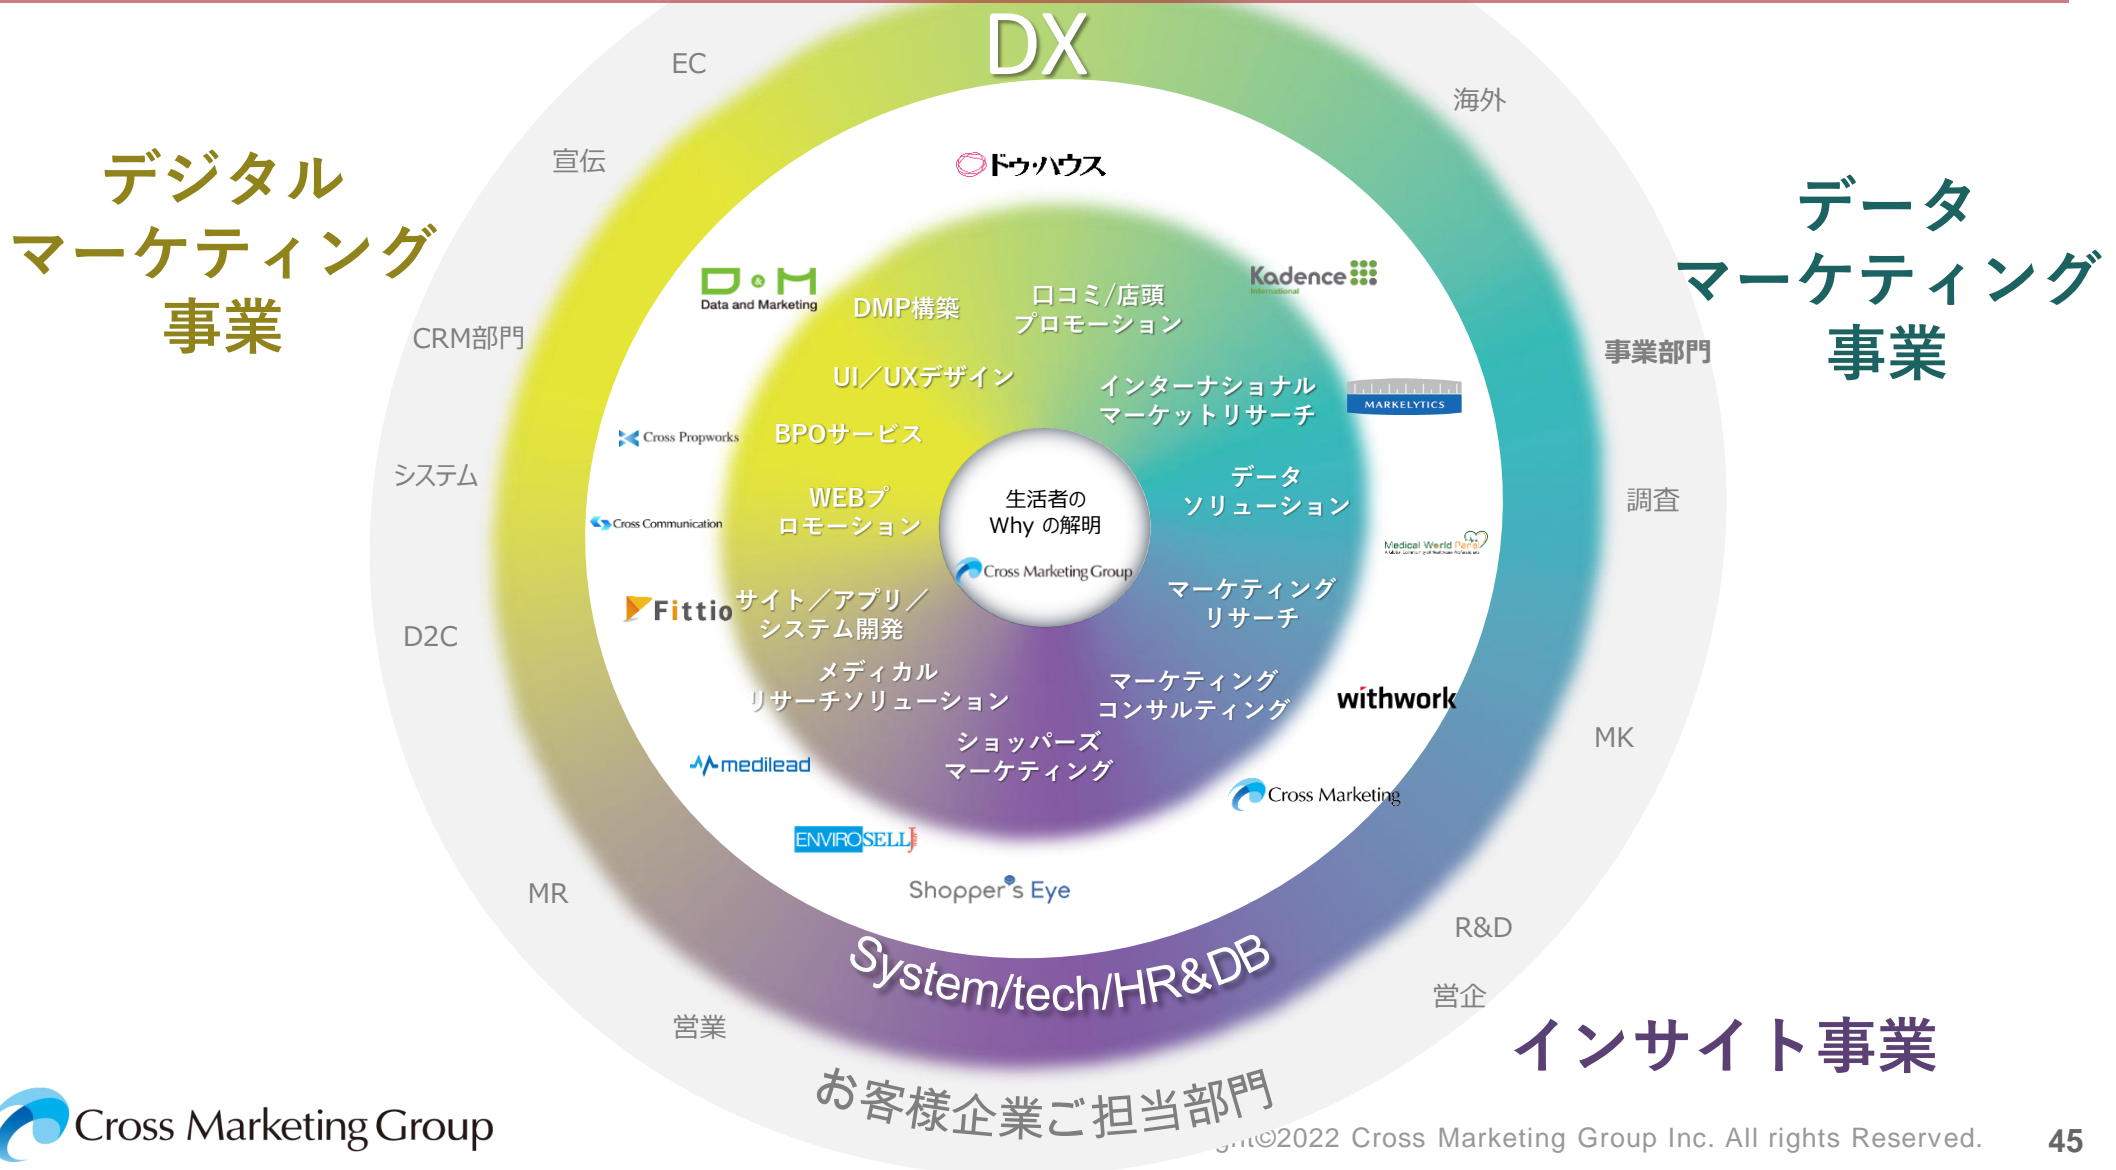 DX
EC
海外
宣伝
デジタル
マーケティング
事業
データ
マーケティング
事業
ドゥ・ハウス
D&M
Data and Marketing
Kadence
International
DMP構築
口コミ/店頭
プロモーション
CRM部門
事業部門
UI／UXデザイン
インターナショナル
マーケットリサーチ
MARKELYTICS
Cross Propworks
BPOサービス
システム
データ
ソリューション
調査
WEBプ
ロモーション
生活者の
Why の解明
Cross Marketing Group
Cross Communication
Medical World Panel
マーケティング
リサーチ
Fittio
サイト／アプリ／
システム開発
D2C
メディカル
リサーチソリューション
マーケティング
コンサルティング
withwork
MK
ショッパーズ
マーケティング
medilead
Cross Marketing
ENVIROSELL
Shopper's Eye
MR
R&D
System/tech/HR&DB
営企
営業
インサイト事業
お客様企業ご担当部門
Cross Marketing Group
©2022 Cross Marketing Group Inc. All rights Reserved.
45